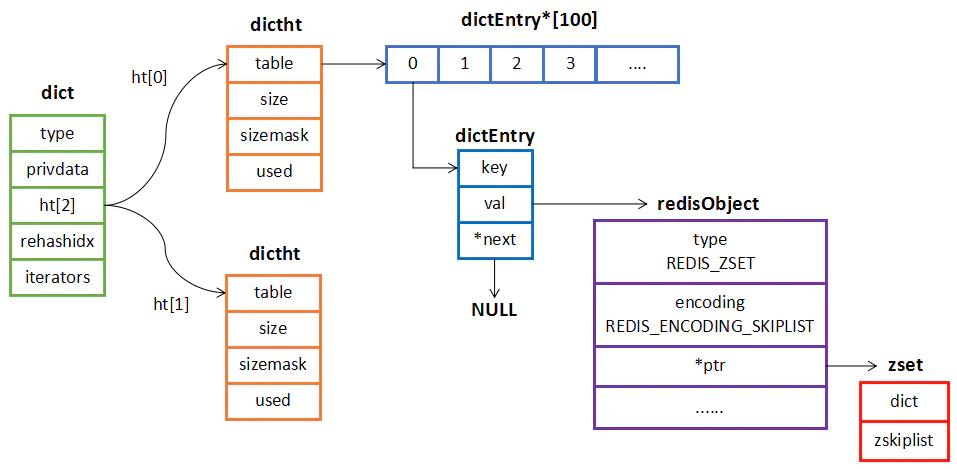 dict
type
privdata
ht[2]
rehashidx
iterators
ht[0]
ht[1]
dictht
table
size
sizemask
used
dictht
table
size
sizemask
used
dictEntry*[100]
0 1 2 3 ....
dictEntry
key
val
*next
NULL
redisObject
type
REDIS_ZSET
encoding
REDIS_ENCODING_SKIPLIST
*ptr
......
zset
dict
zskiplist